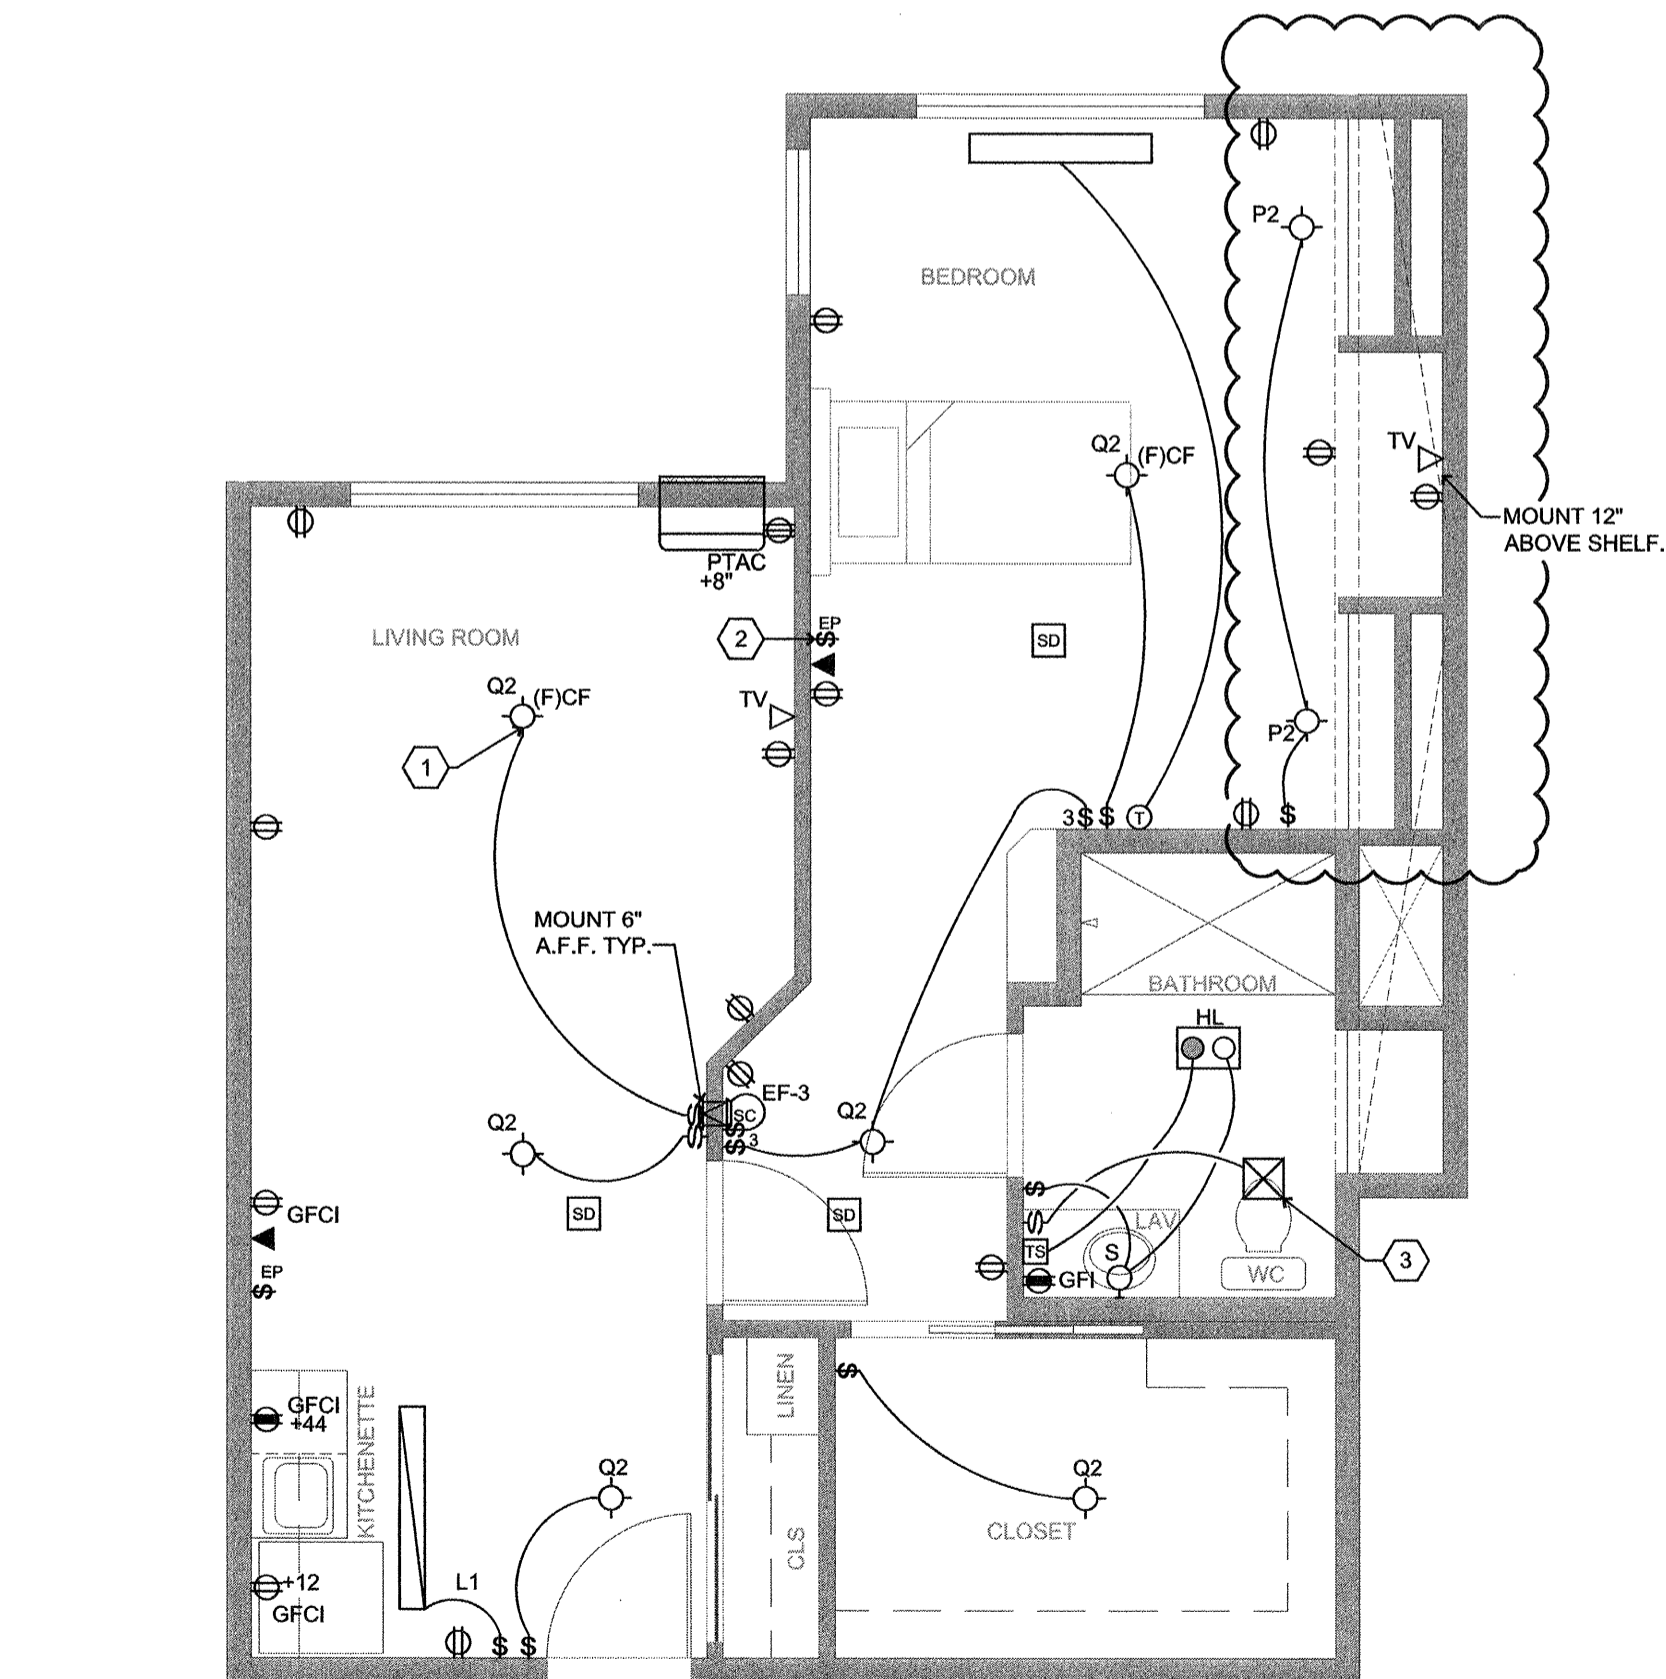 P2
BEDROOM
Q2
(F)CF
TV
MOUNT 12"
ABOVE SHELF.
PTAC
+8"
LIVING ROOM
2
EP
$
SD
Q2
(F)CF
TV
1
P2
3 $ $
T
$
MOUNT 6"
A.F.F. TYP.
BATHROOM
HL
EF-3
SC
$
$
$
$ 3
Q2
Q2
GFCI
SD
SD
$
$
LAV
TS
S
GFI
WC
3
EP
$
GFCI
+44
KITCHENETTE
LINEN
$
Q2
Q2
CLOSET
CLS
+12
GFCI
L1
$ $